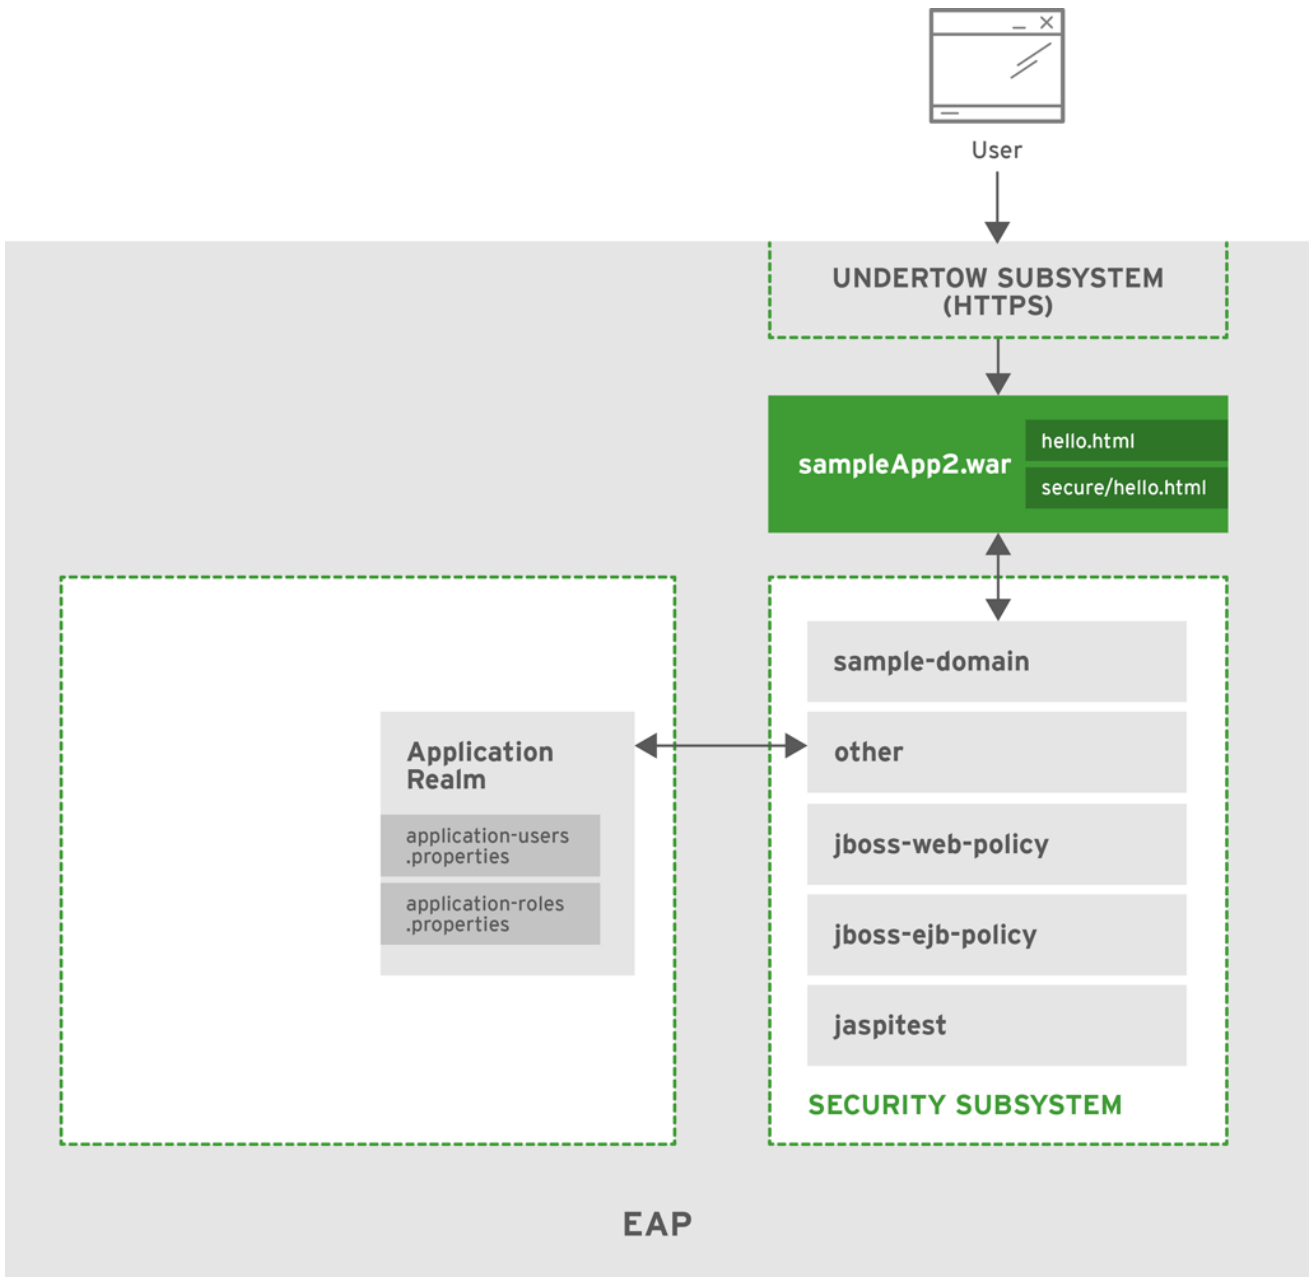 User
UNDERTOW SUBSYSTEM
(HTTPS)
sampleApp2.war
hello.html
secure/hello.html
Application
Realm
application-users
.properties
application-roles
.properties
sample-domain
other
jboss-web-policy
jboss-ejb-policy
jaspitest
SECURITY SUBSYSTEM
EAP